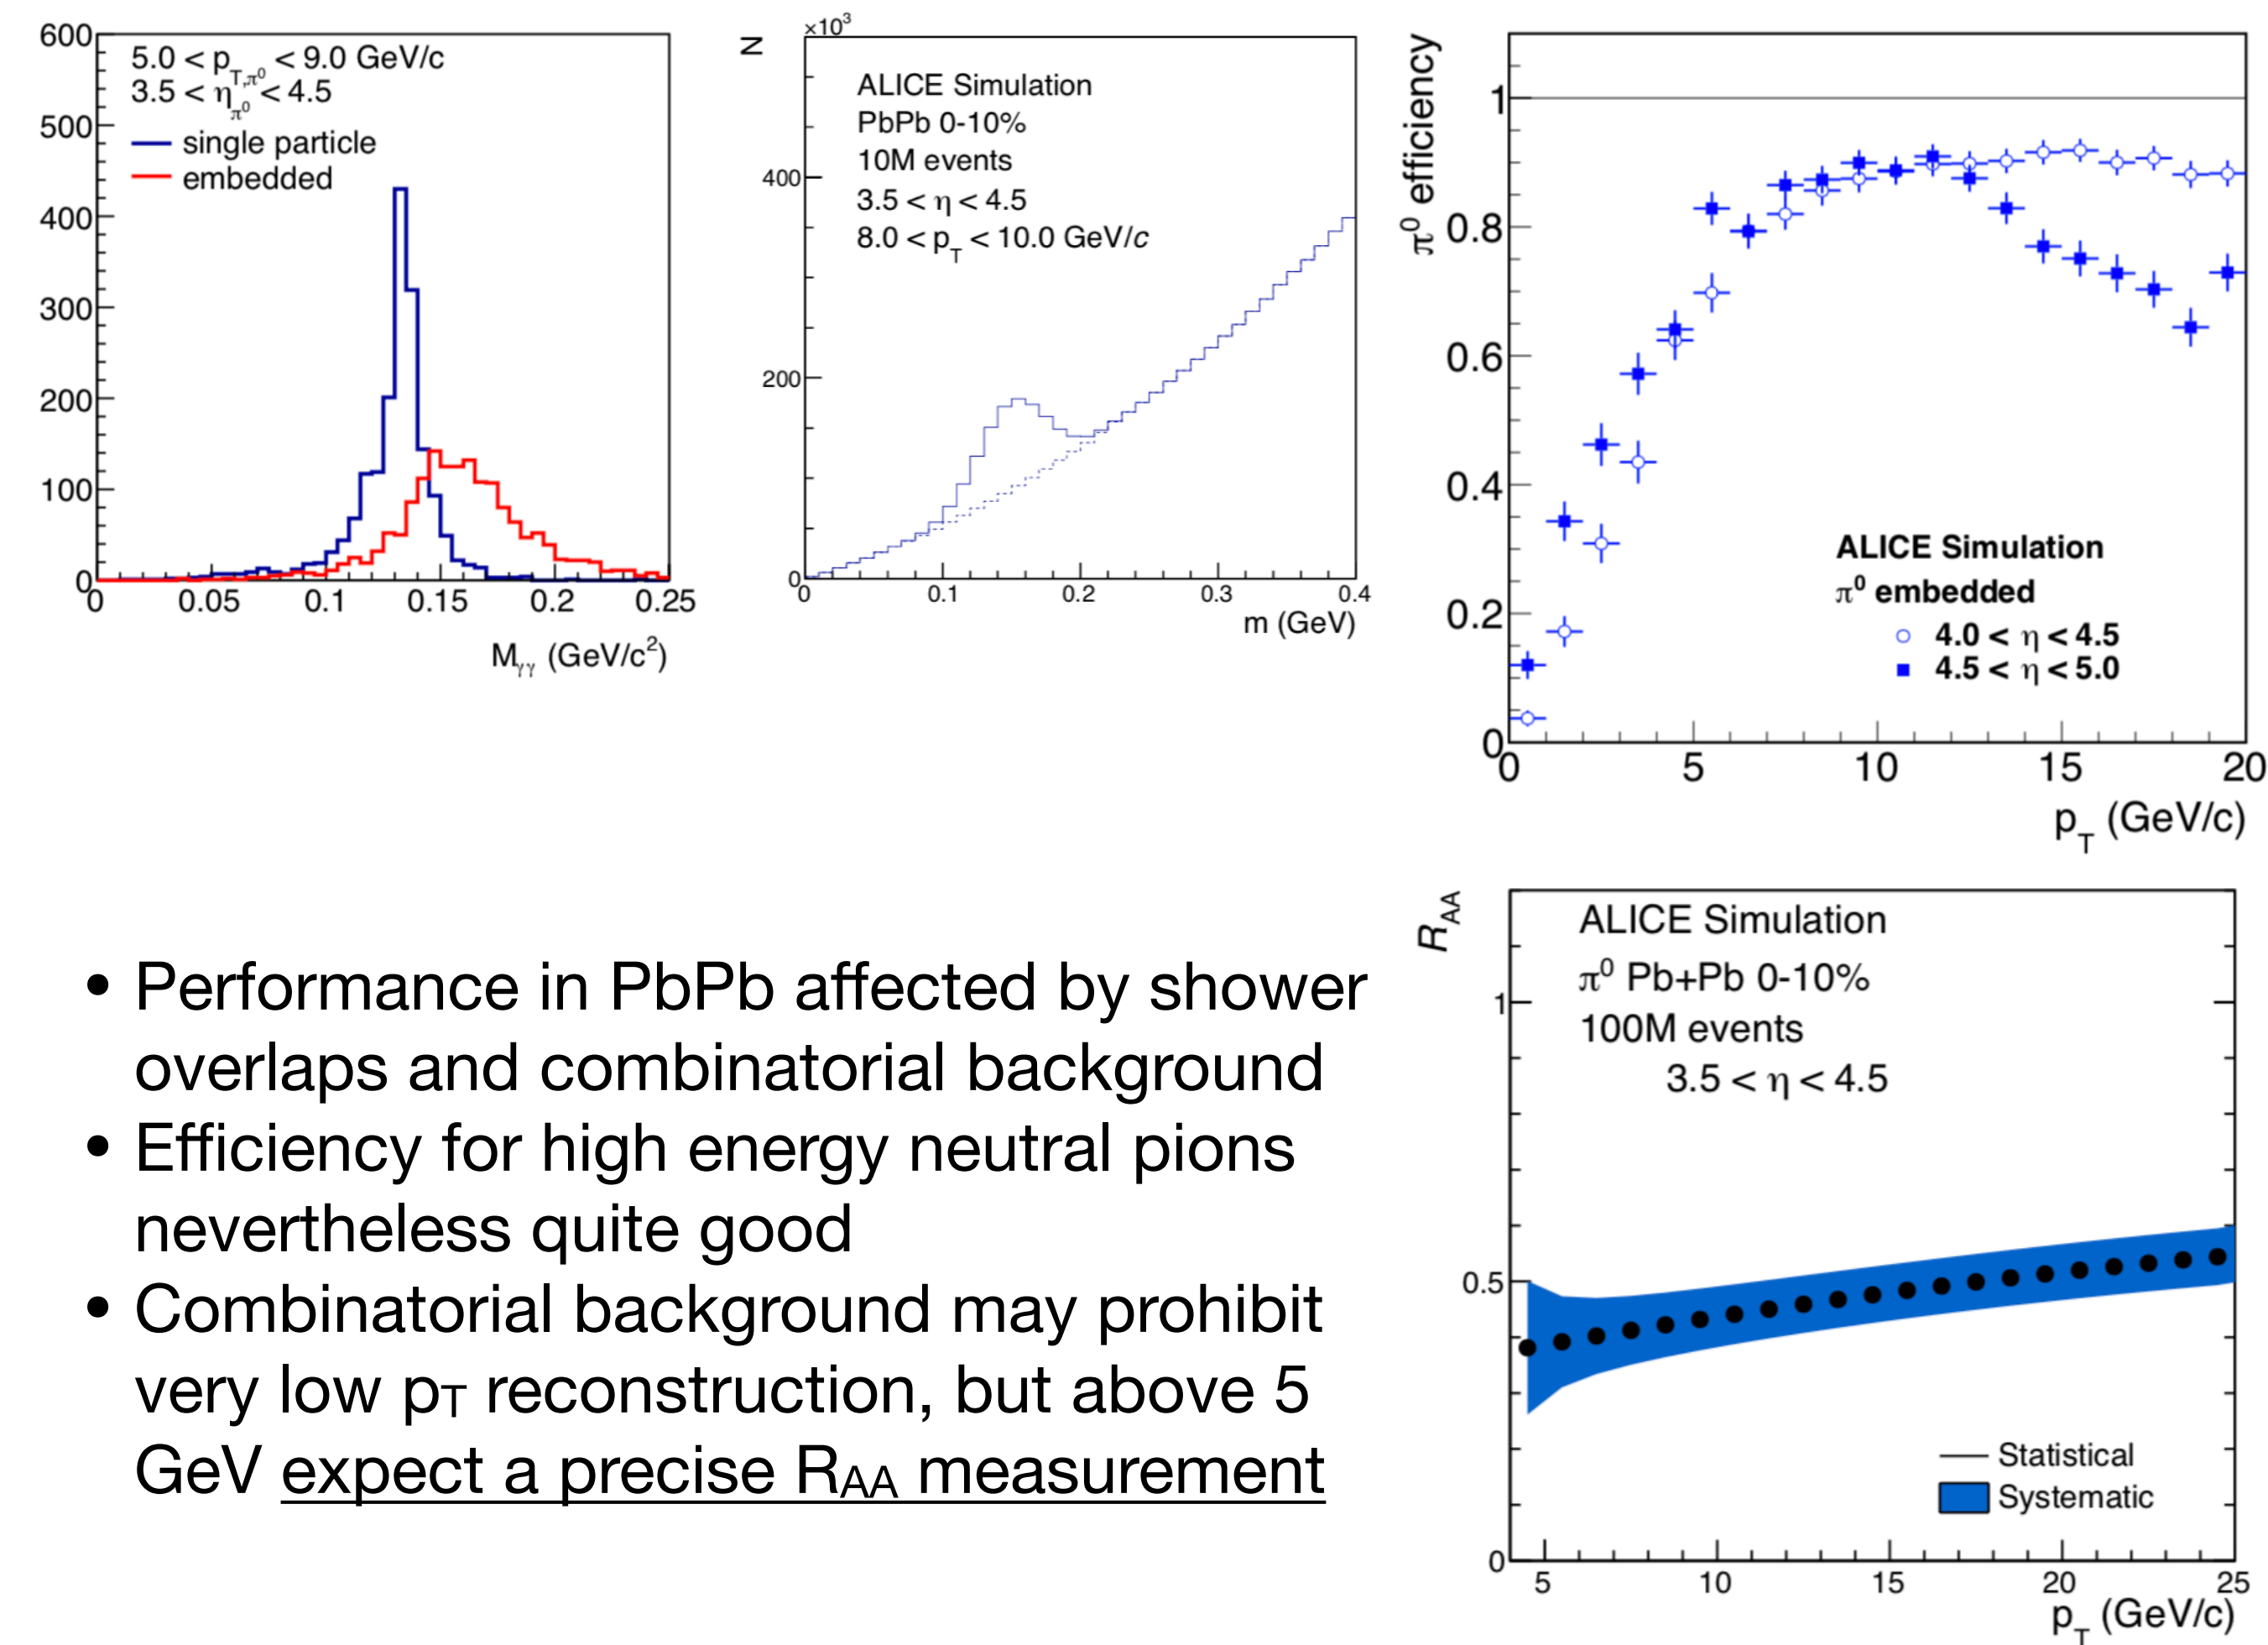 600
500
400
300
200
100
0
5.0 < p_T,π⁰ < 9.0 GeV/c
3.5 < η_π⁰ < 4.5
single particle
embedded
0 0.05 0.1 0.15 0.2 0.25
M_γγ (GeV/c²)
N
×10³
ALICE Simulation
PbPb 0-10%
10M events
3.5 < η < 4.5
8.0 < p_T < 10.0 GeV/c
400
200
0
0 0.1 0.2 0.3 0.4
m (GeV)
π⁰ efficiency
1
0.8
0.6
0.4
0.2
0
ALICE Simulation
π⁰ embedded
4.0 < η < 4.5
4.5 < η < 5.0
0 5 10 15 20
p_T (GeV/c)
• Performance in PbPb affected by shower
overlaps and combinatorial background
• Efficiency for high energy neutral pions
nevertheless quite good
• Combinatorial background may prohibit
very low p_T reconstruction, but above 5
GeV expect a precise R_AA measurement
R_AA
ALICE Simulation
π⁰ Pb+Pb 0-10%
100M events
3.5 < η < 4.5
1
0.5
0
Statistical
Systematic
5 10 15 20 25
p_T (GeV/c)